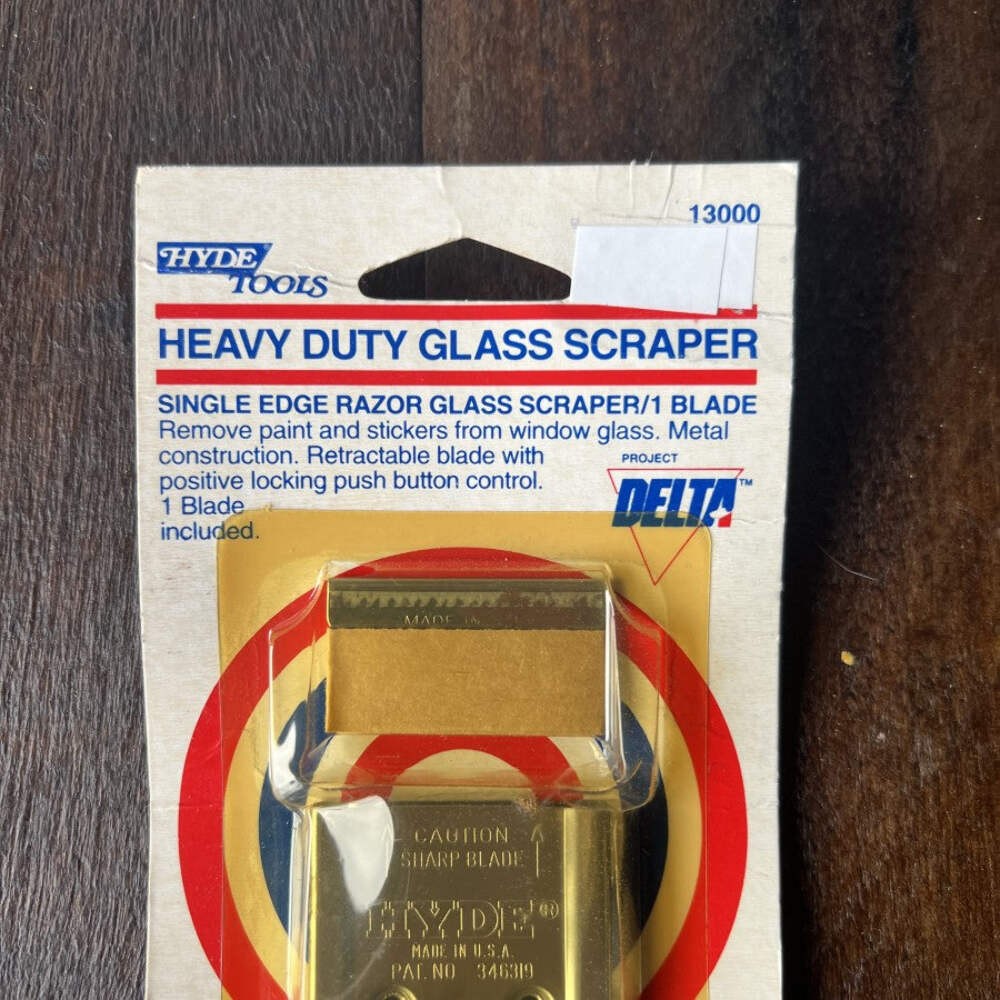 13000
HYDE
TOOLS
HEAVY DUTY GLASS SCRAPER
SINGLE EDGE RAZOR GLASS SCRAPER/1 BLADE
Remove paint and stickers from window glass. Metal
construction. Retractable blade with
positive locking push button control.
1 Blade
included.
PROJECT
DELTA™
MADE IN
CAUTION
SHARP BLADE
HYDE®
MADE IN U.S.A.
PAT. NO 346319